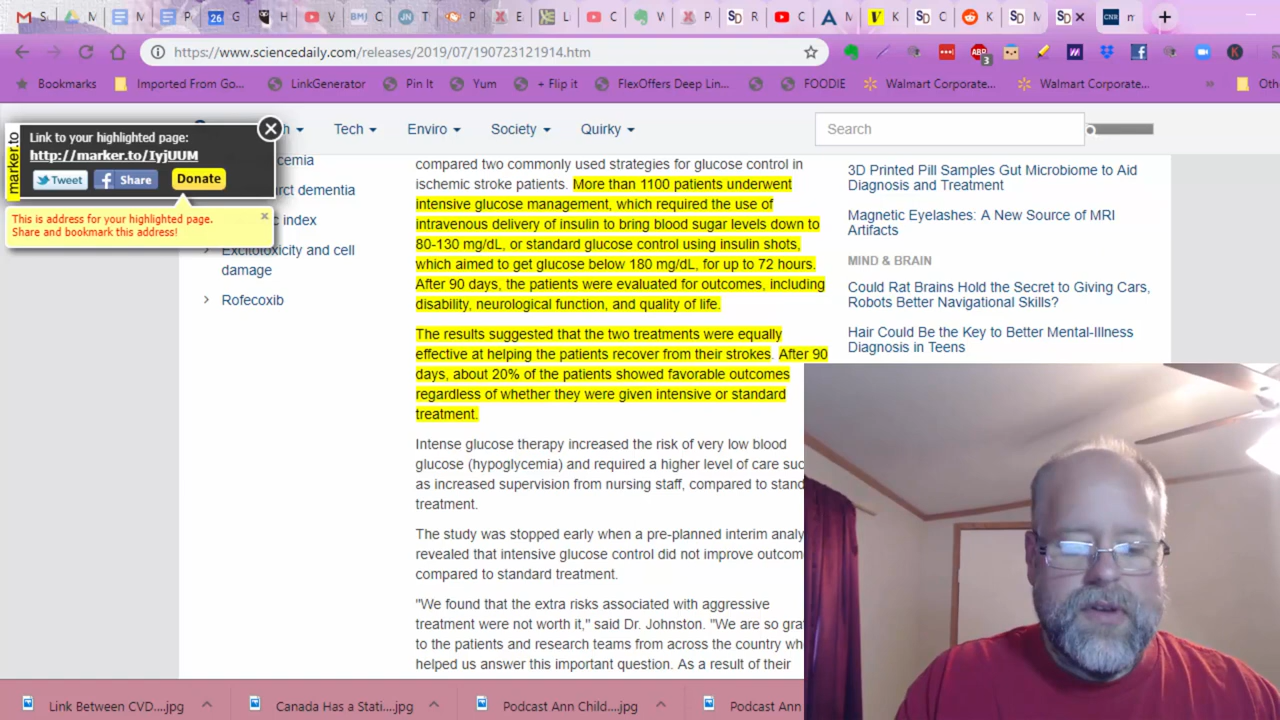 S
M
26
G
H
V
BMJ
C
JN
T
P
E
Li
C
W
P
SD
R
C
A
M
V
K
SD
C
K
SD
M
SD
CNR
n
https://www.sciencedaily.com/releases/2019/07/190723121914.htm
ABP
3
K
Bookmarks
Imported From Go...
LinkGenerator
Pin It
Yum
+ Flip it
FlexOffers Deep Lin...
FOODIE
Walmart Corporate...
Walmart Corporate...
»
Oth
h
Tech
Enviro
Society
Quirky
Search
marker.to
Link to your highlighted page:
http://marker.to/IyjUUM
Tweet
Share
Donate
This is address for your highlighted page.
Share and bookmark this address!
cemia
rct dementia
c index
Excitotoxicity and cell
damage
Rofecoxib
compared two commonly used strategies for glucose control in
ischemic stroke patients. More than 1100 patients underwent
intensive glucose management, which required the use of
intravenous delivery of insulin to bring blood sugar levels down to
80-130 mg/dL, or standard glucose control using insulin shots,
which aimed to get glucose below 180 mg/dL, for up to 72 hours.
After 90 days, the patients were evaluated for outcomes, including
disability, neurological function, and quality of life.
The results suggested that the two treatments were equally
effective at helping the patients recover from their strokes. After 90
days, about 20% of the patients showed favorable outcomes
regardless of whether they were given intensive or standard
treatment.
Intense glucose therapy increased the risk of very low blood
glucose (hypoglycemia) and required a higher level of care suc
as increased supervision from nursing staff, compared to stand
treatment.
The study was stopped early when a pre-planned interim analy
revealed that intensive glucose control did not improve outcom
compared to standard treatment.
"We found that the extra risks associated with aggressive
treatment were not worth it," said Dr. Johnston. "We are so gra
to the patients and research teams from across the country wh
helped us answer this important question. As a result of their
3D Printed Pill Samples Gut Microbiome to Aid
Diagnosis and Treatment
Magnetic Eyelashes: A New Source of MRI
Artifacts
MIND & BRAIN
Could Rat Brains Hold the Secret to Giving Cars,
Robots Better Navigational Skills?
Hair Could Be the Key to Better Mental-Illness
Diagnosis in Teens
Link Between CVD....jpg
Canada Has a Stati....jpg
Podcast Ann Child....jpg
Podcast Ann